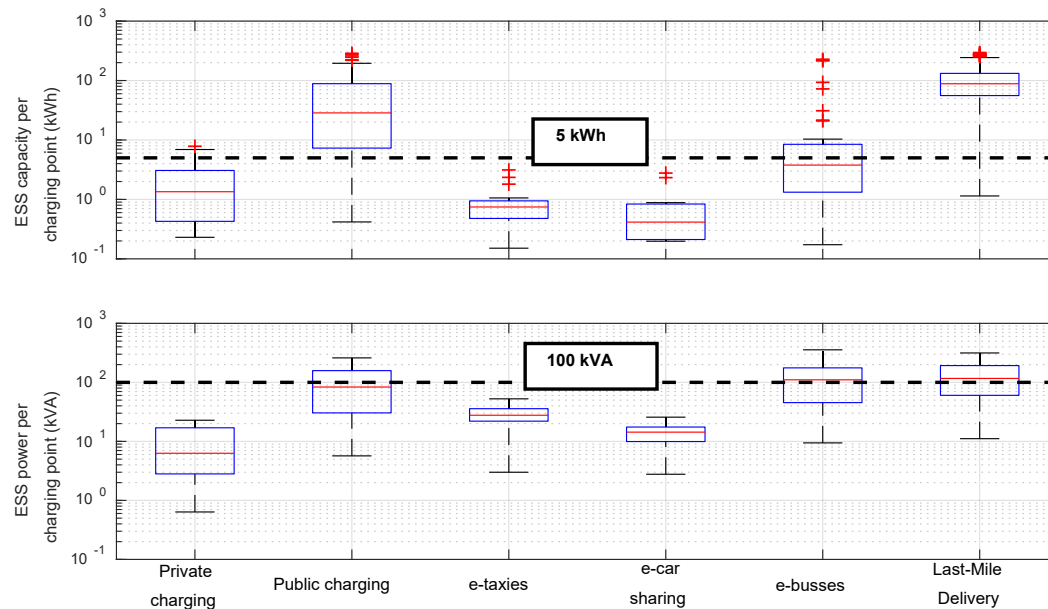 10 3
10 2
10 1
10 0
10 -1
ESS capacity per
charging point (kWh)
5 kWh
10 3
10 2
10 1
10 0
10 -1
ESS power per
charging point (kVA)
100 kVA
Private
charging
Public charging
e-taxies
e-car
sharing
e-busses
Last-Mile
Delivery